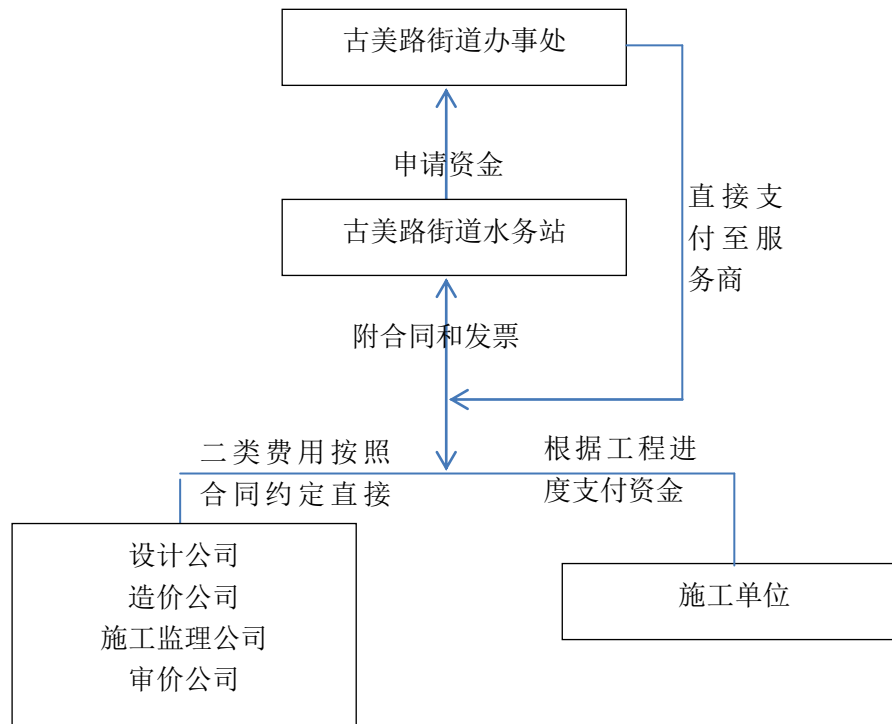 古美路街道办事处
申请资金
直接支
付至服
务商
古美路街道水务站
附合同和发票
二类费用按照
合同约定直接
根据工程进
度支付资金
设计公司
造价公司
施工监理公司
审价公司
施工单位